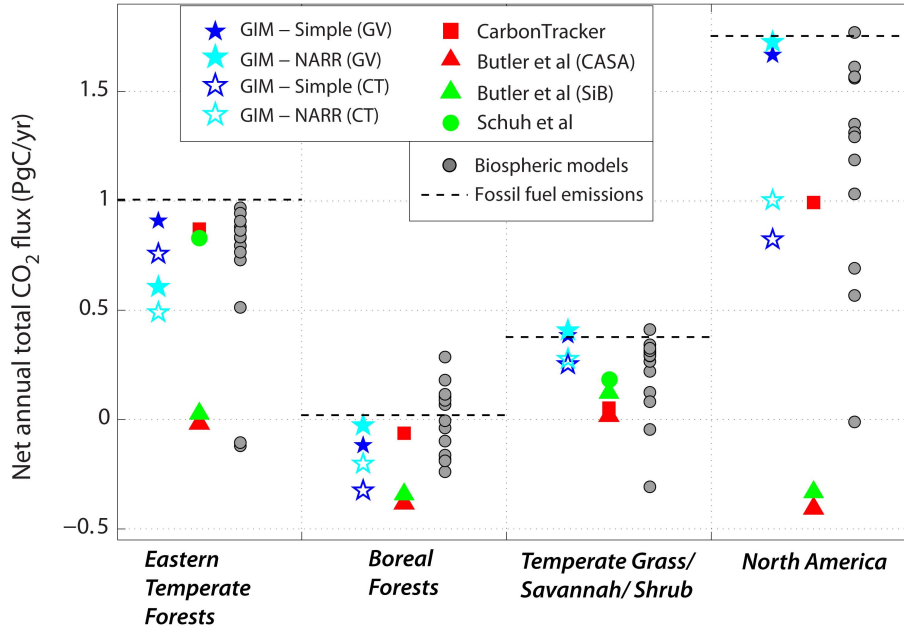 Net annual total CO2 flux (PgC/yr)
1.5
1
0.5
0
−0.5
GIM − Simple (GV)
GIM − NARR (GV)
GIM − Simple (CT)
GIM − NARR (CT)
CarbonTracker
Butler et al (CASA)
Butler et al (SiB)
Schuh et al
Biospheric models
Fossil fuel emissions
Eastern
Temperate
Forests
Boreal
Forests
Temperate Grass/
Savannah/ Shrub
North America